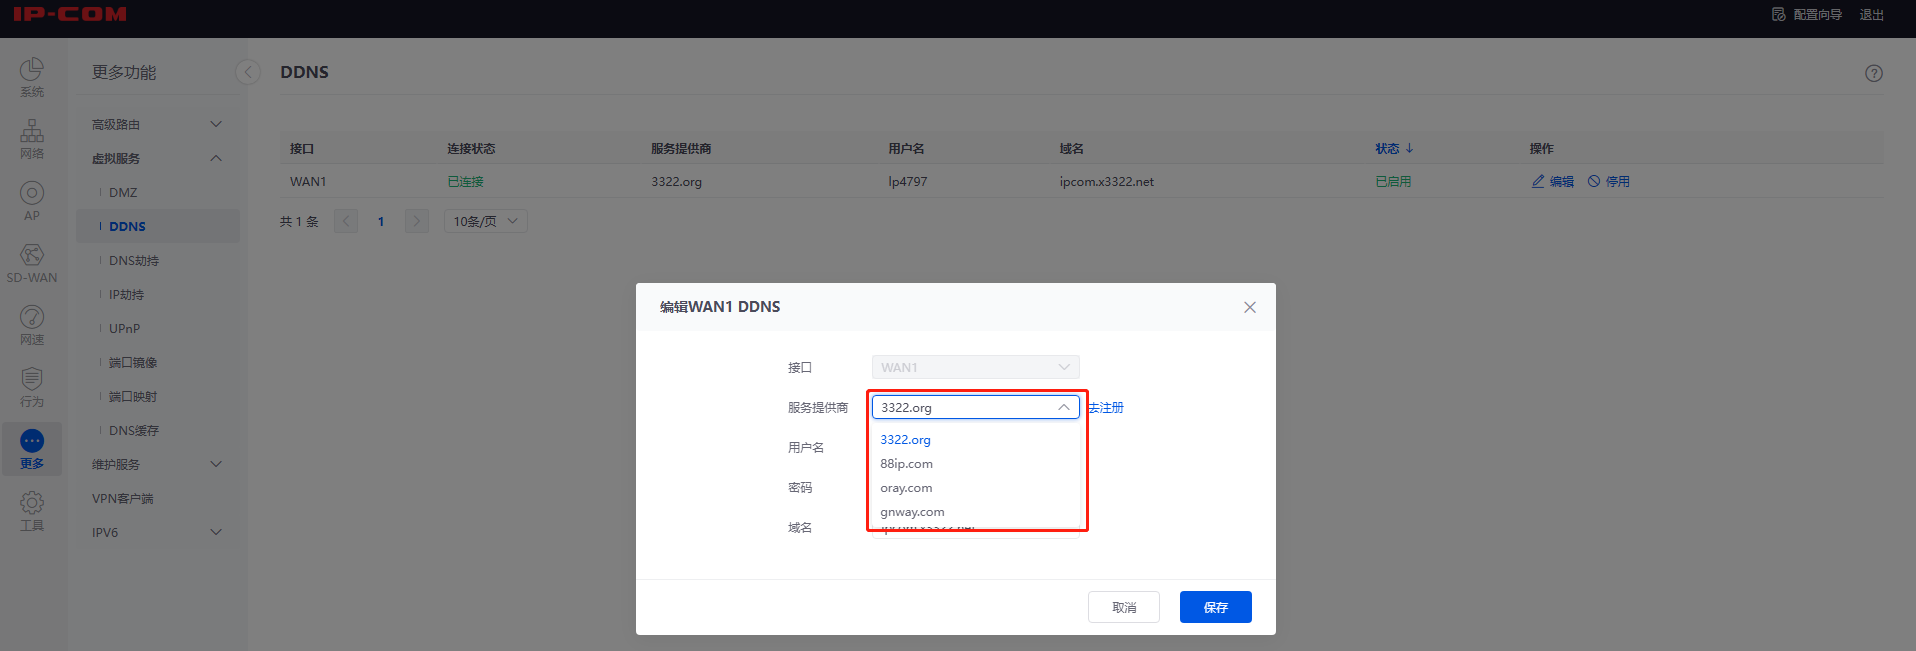 IP-COM
配置向导 退出
系统
网络
AP
SD-WAN
网速
行为
更多
工具
更多功能
高级路由
虚拟服务
DMZ
DDNS
DNS劫持
IP劫持
UPnP
端口镜像
端口映射
DNS缓存
维护服务
VPN客户端
IPV6
DDNS
接口 连接状态 服务提供商 用户名 域名 状态 操作
WAN1 已连接 3322.org lp4797 ipcom.x3322.net 已启用 编辑 停用
共 1 条 1 10条/页
编辑WAN1 DDNS
接口 WAN1
服务提供商 3322.org 去注册
3322.org
88ip.com
oray.com
gnway.com
用户名
密码
域名 ipcom.x3322.net
取消 保存